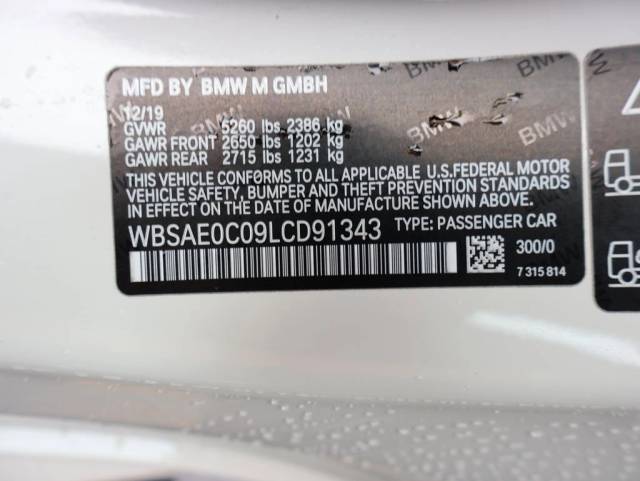 MFD BY BMW M GMBH
12/19
GVWR 5260 lbs 2386 kg
GAWR FRONT 2650 lbs 1202 kg
GAWR REAR 2715 lbs 1231 kg
THIS VEHICLE CONFORMS TO ALL APPLICABLE U.S.FEDERAL MOTOR
VEHICLE SAFETY, BUMPER AND THEFT PREVENTION STANDARDS
IN EFFECT ON THE DATE OF MANUFACTURE SHOWN ABOVE.
WBSAE0C09LCD91343 TYPE: PASSENGER CAR
300/0
7 315 814